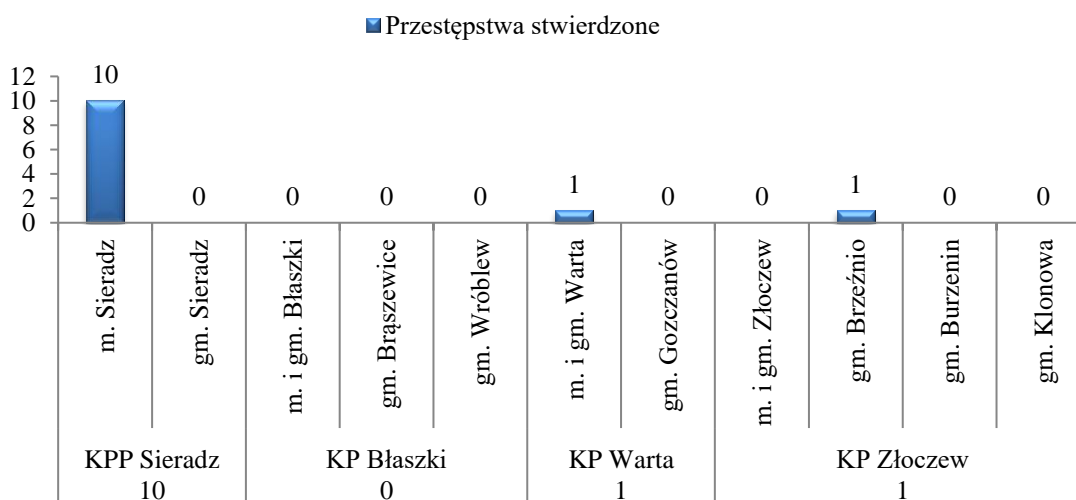 Przestępstwa stwierdzone
12
10
8
6
4
2
0
10
0
0
0
0
1
0
0
1
0
0
m. Sieradz
gm. Sieradz
m. i gm. Błaszki
gm. Brąszewice
gm. Wróblew
m. i gm. Warta
gm. Gozczanów
m. i gm. Złoczew
gm. Brzeźnio
gm. Burzenin
gm. Klonowa
KPP Sieradz
KP Błaszki
KP Warta
KP Złoczew
10
0
1
1